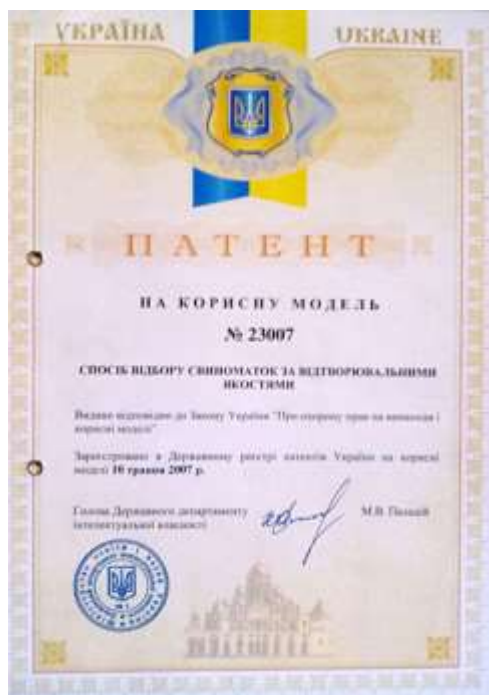 УКРАЇНА
UKRAINE
ПАТЕНТ
НА КОРИСНУ МОДЕЛЬ
№ 23007
СПОСІБ ВІДБОРУ СВИНОМАТОК ЗА ВІДТВОРЮВАЛЬНИМИ
ЯКОСТЯМИ
Видано відповідно до Закону України "Про охорону прав на винаходи і
корисні моделі"
Зареєстровано в Державному реєстрі патентів України на корисні
моделі 10 травня 2007 р.
Голова Державного департаменту
інтелектуальної власності
М.В. Паладій